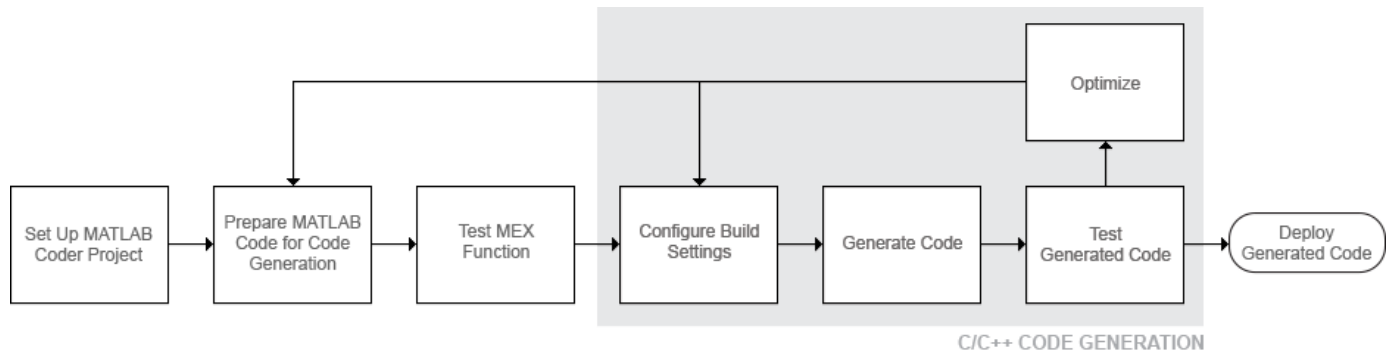 Optimize
Set Up MATLAB
Coder Project
Prepare MATLAB
Code for Code
Generation
Test MEX
Function
Configure Build
Settings
Generate Code
Test
Generated Code
Deploy
Generated Code
C/C++ CODE GENERATION